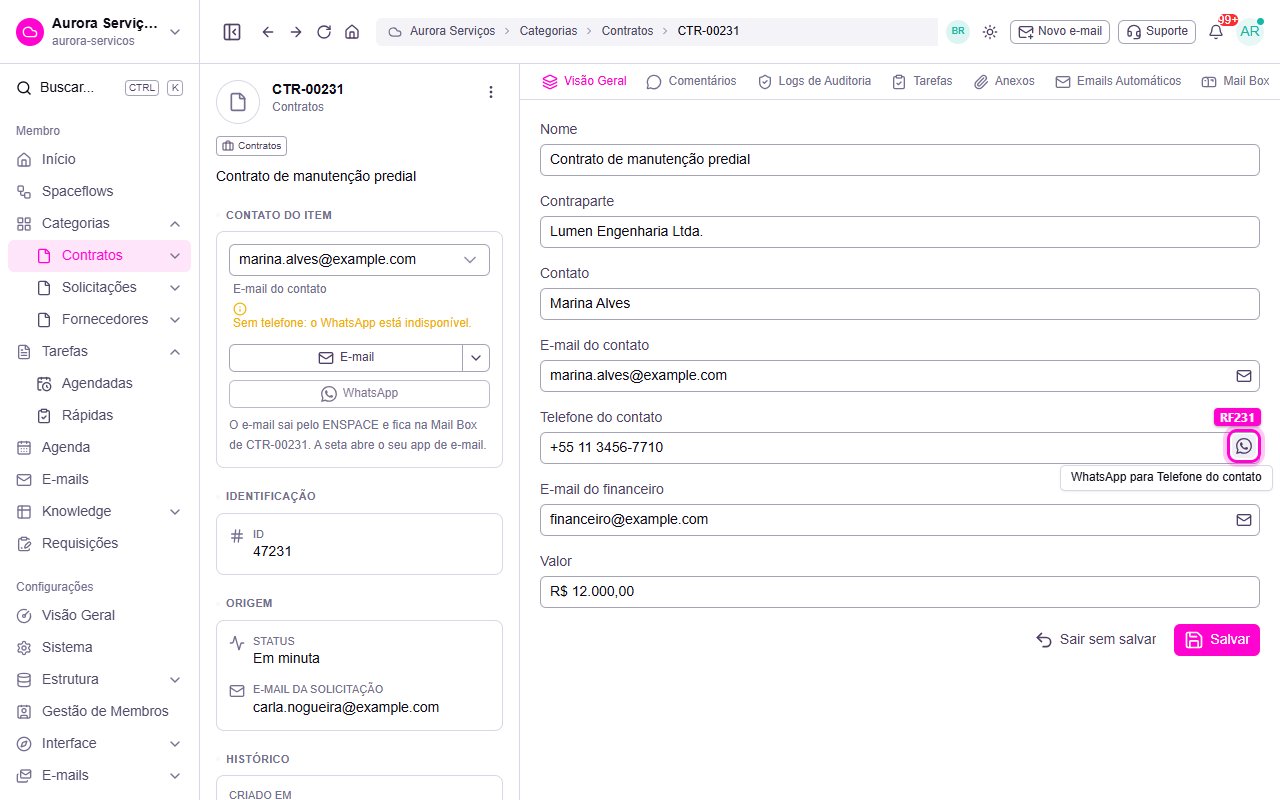 Aurora Serviç...
aurora-servicos
Buscar...
CTRL K
Membro
Início
Spaceflows
Categorias
Contratos
Solicitações
Fornecedores
Tarefas
Agendadas
Rápidas
Agenda
E-mails
Knowledge
Requisições
Configurações
Visão Geral
Sistema
Estrutura
Gestão de Membros
Interface
E-mails
Aurora Serviços
Categorias
Contratos
CTR-00231
BR
Novo e-mail
Suporte
99+
AR
CTR-00231
Contratos
Contratos
Contrato de manutenção predial
CONTATO DO ITEM
marina.alves@example.com
E-mail do contato
Sem telefone: o WhatsApp está indisponível.
E-mail
WhatsApp
O e-mail sai pelo ENSPACE e fica na Mail Box
de CTR-00231. A seta abre o seu app de e-mail.
IDENTIFICAÇÃO
ID
47231
ORIGEM
STATUS
Em minuta
E-MAIL DA SOLICITAÇÃO
carla.nogueira@example.com
HISTÓRICO
CRIADO EM
Visão Geral
Comentários
Logs de Auditoria
Tarefas
Anexos
Emails Automáticos
Mail Box
Nome
Contrato de manutenção predial
Contraparte
Lumen Engenharia Ltda.
Contato
Marina Alves
E-mail do contato
marina.alves@example.com
Telefone do contato
RF231
+55 11 3456-7710
WhatsApp para Telefone do contato
E-mail do financeiro
financeiro@example.com
Valor
R$ 12.000,00
Sair sem salvar
Salvar